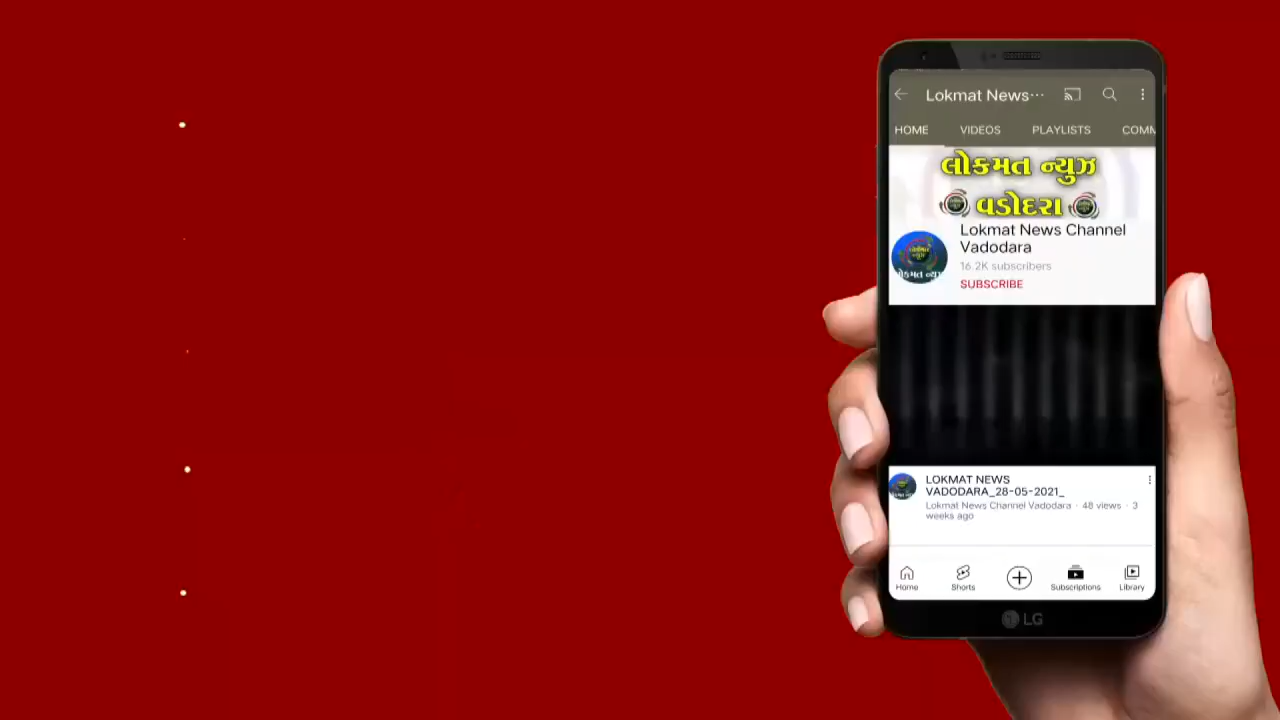 Lokmat News···
HOME VIDEOS PLAYLISTS COMM
લોકમત ન્યુઝ
વડોદરા
Lokmat News Channel
Vadodara
16.2K subscribers
SUBSCRIBE
LOKMAT NEWS
VADODARA_28-05-2021_
Lokmat News Channel Vadodara · 48 views · 3
weeks ago
Home Shorts Subscriptions Library
LG